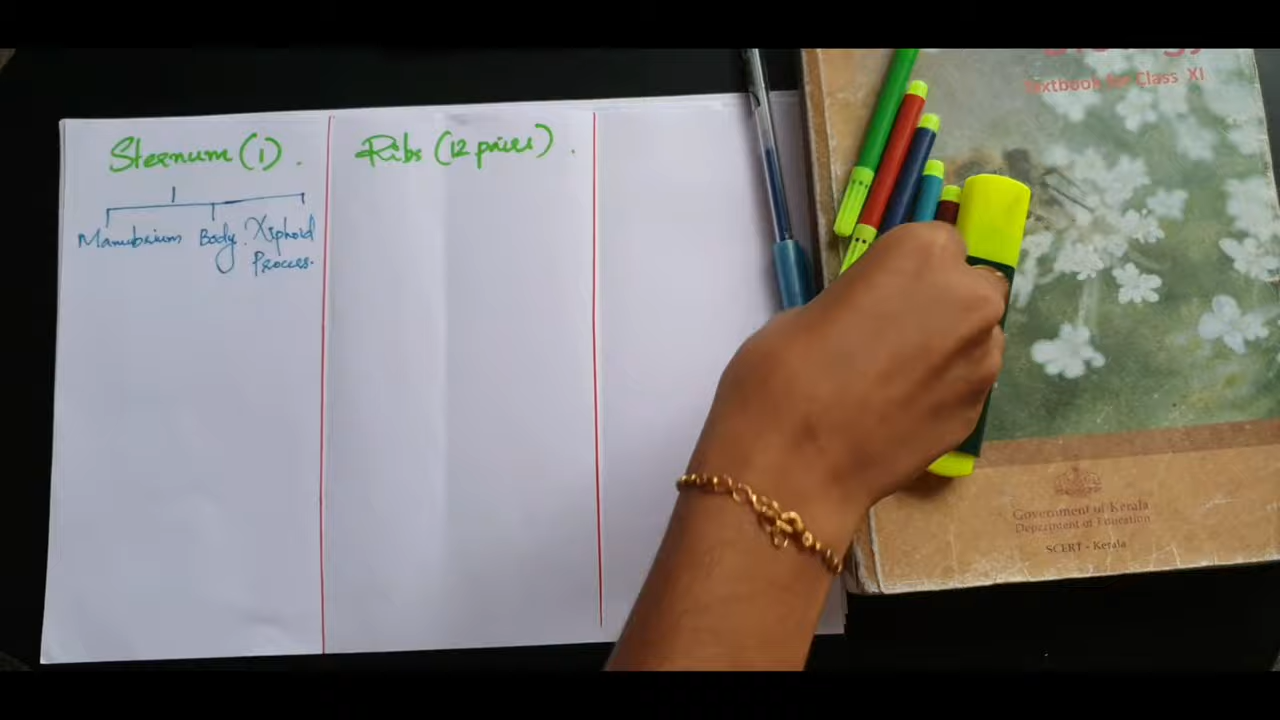 Sternum (1).
Ribs (12 pairs).
Manubrium Body. Xiphoid
Process.
Biology
Textbook for Class XI
Government of Kerala
Department of Education
SCERT - Kerala